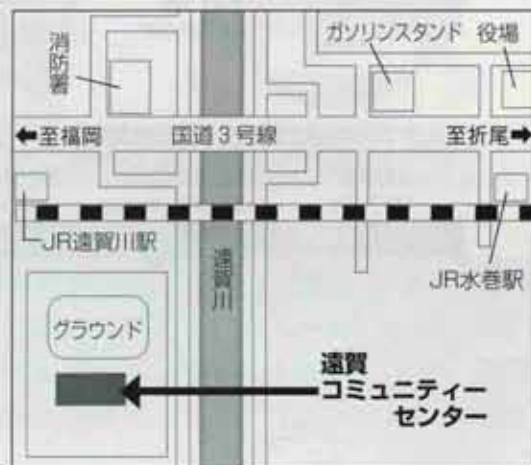 消防署
ガソリンスタンド 役場
←至福岡 国道3号線 至折尾→
JR遠賀川駅
遠賀川
JR水巻駅
グラウンド
遠賀
コミュニティー
センター